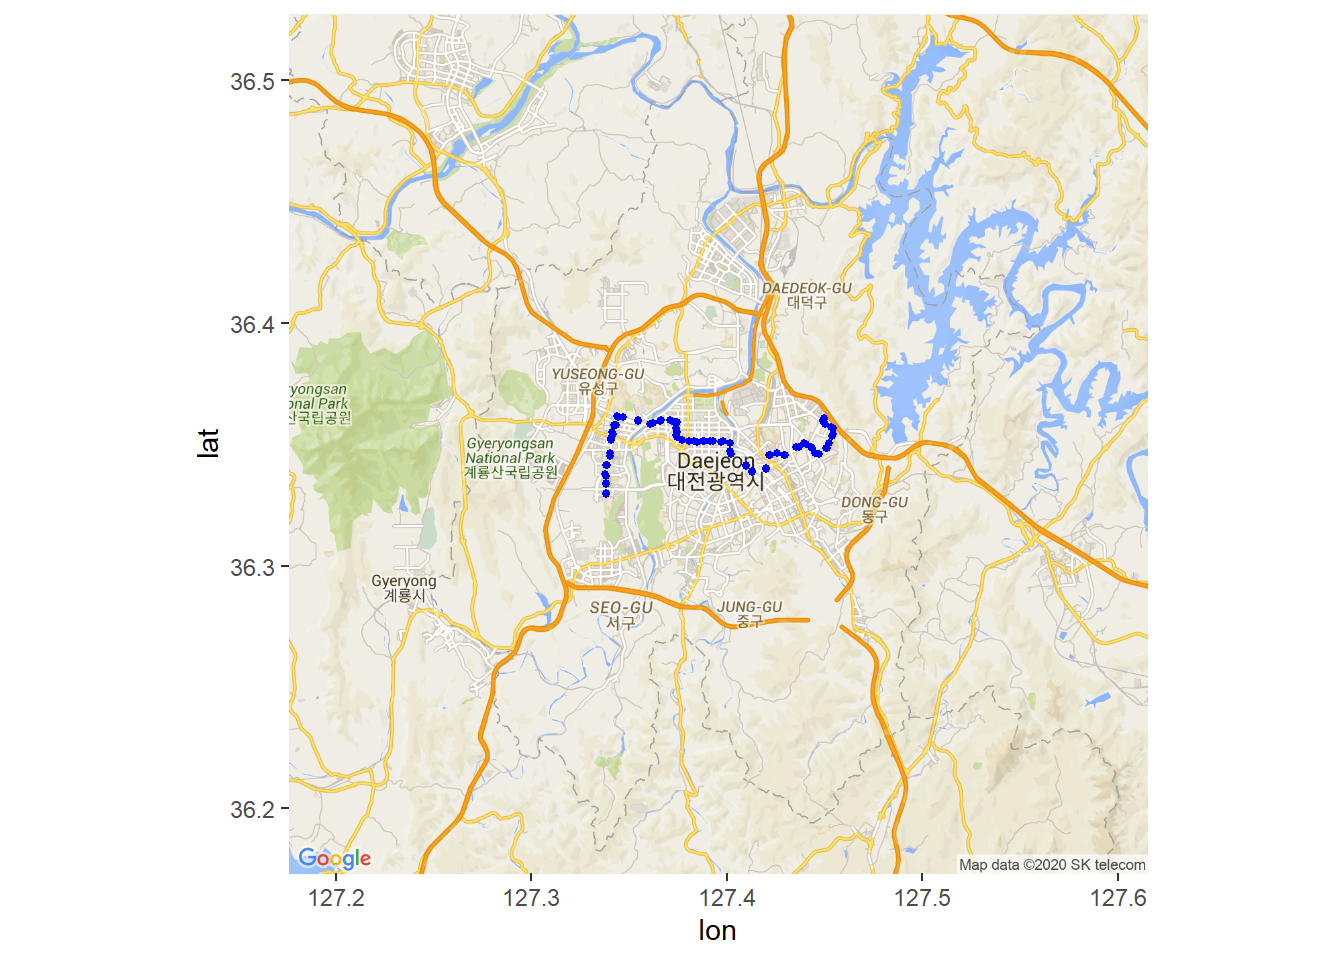 36.5
36.4
36.3
36.2
lat
DAEDEOK-GU
대덕구
YUSEONG-GU
유성구
ryongsan
onal Park
산국립공원
Gyeryongsan
National Park
계룡산국립공원
Daejeon
대전광역시
DONG-GU
동구
Gyeryong
계룡시
SEO-GU
서구
JUNG-GU
중구
Google
Map data ©2020 SK telecom
127.2
127.3
127.4
127.5
127.6
lon